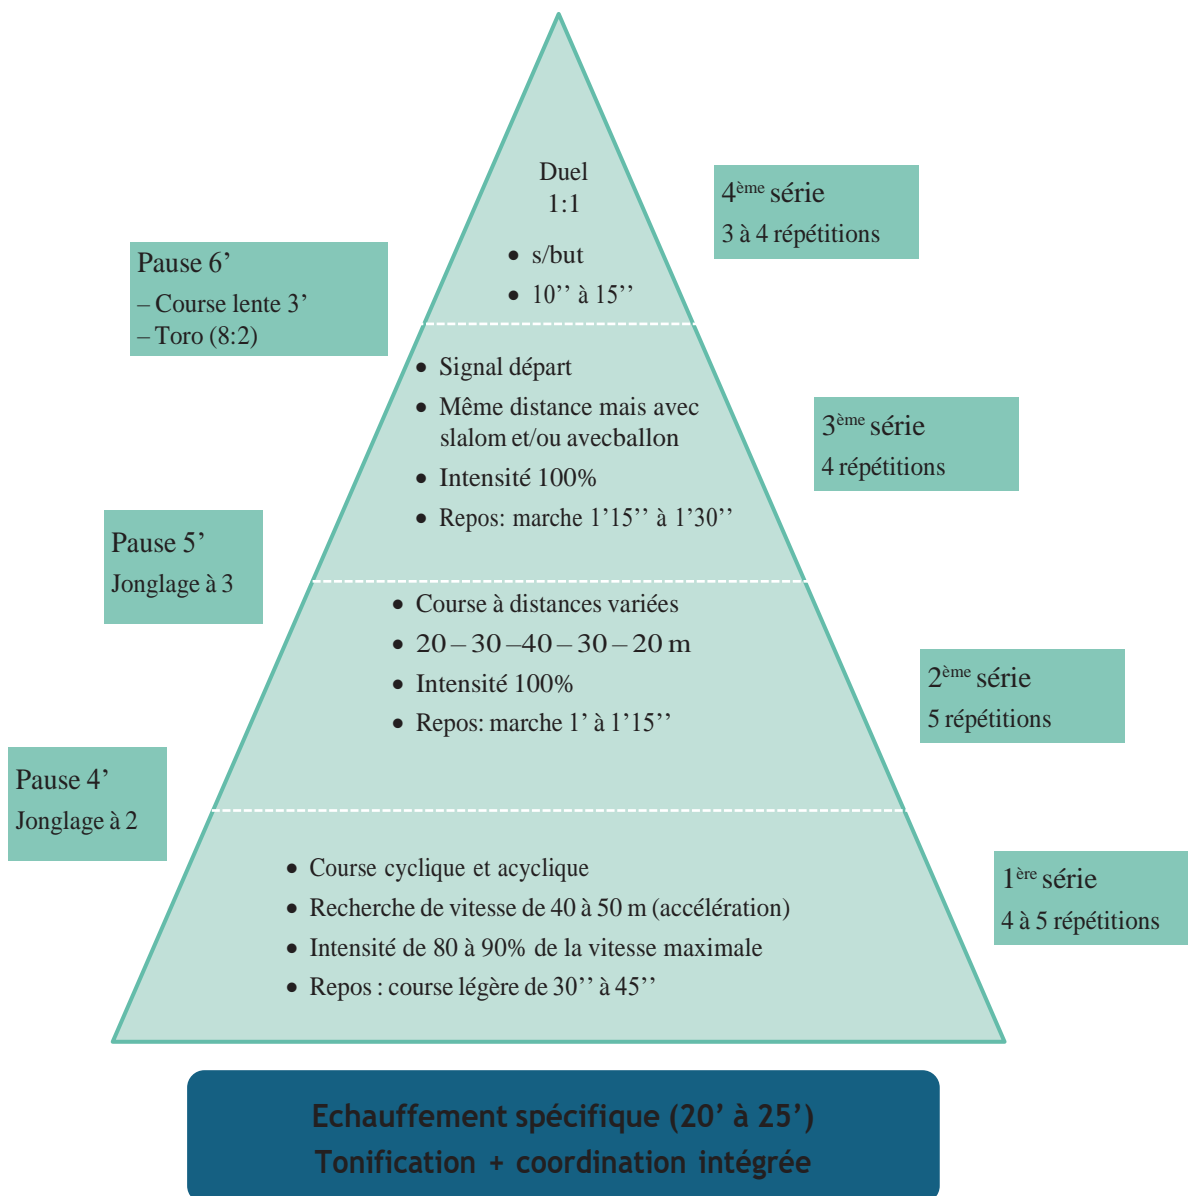 Duel
1:1
• s/but
• 10’’ à 15’’
4ème série
3 à 4 répétitions
Pause 6’
– Course lente 3’
– Toro (8:2)
• Signal départ
• Même distance mais avec
slalom et/ou avecballon
• Intensité 100%
• Repos: marche 1’15’’ à 1’30’’
3ème série
4 répétitions
Pause 5’
Jonglage à 3
• Course à distances variées
• 20 – 30 –40 – 30 – 20 m
• Intensité 100%
• Repos: marche 1’ à 1’15’’
2ème série
5 répétitions
Pause 4’
Jonglage à 2
• Course cyclique et acyclique
• Recherche de vitesse de 40 à 50 m (accélération)
• Intensité de 80 à 90% de la vitesse maximale
• Repos : course légère de 30’’ à 45’’
1ère série
4 à 5 répétitions
Echauffement spécifique (20’ à 25’)
Tonification + coordination intégrée